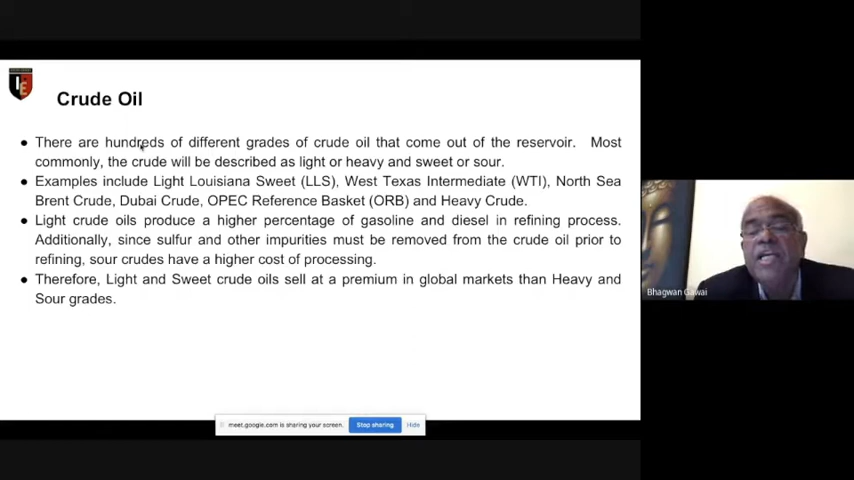 Crude Oil
● There are hundreds of different grades of crude oil that come out of the reservoir. Most
commonly, the crude will be described as light or heavy and sweet or sour.
● Examples include Light Louisiana Sweet (LLS), West Texas Intermediate (WTI), North Sea
Brent Crude, Dubai Crude, OPEC Reference Basket (ORB) and Heavy Crude.
● Light crude oils produce a higher percentage of gasoline and diesel in refining process.
Additionally, since sulfur and other impurities must be removed from the crude oil prior to
refining, sour crudes have a higher cost of processing.
● Therefore, Light and Sweet crude oils sell at a premium in global markets than Heavy and
Sour grades.
Bhagwan Gawai
meet.google.com is sharing your screen. Stop sharing Hide